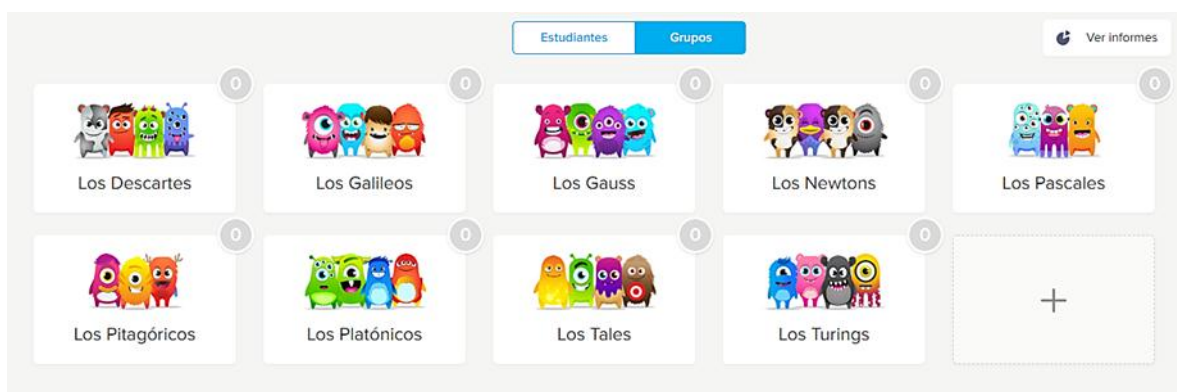 Estudiantes Grupos Ver informes
0 0 0 0 0
Los Descartes Los Galileos Los Gauss Los Newtons Los Pascales
0 0 0 0
Los Pitagóricos Los Platónicos Los Tales Los Turings
+